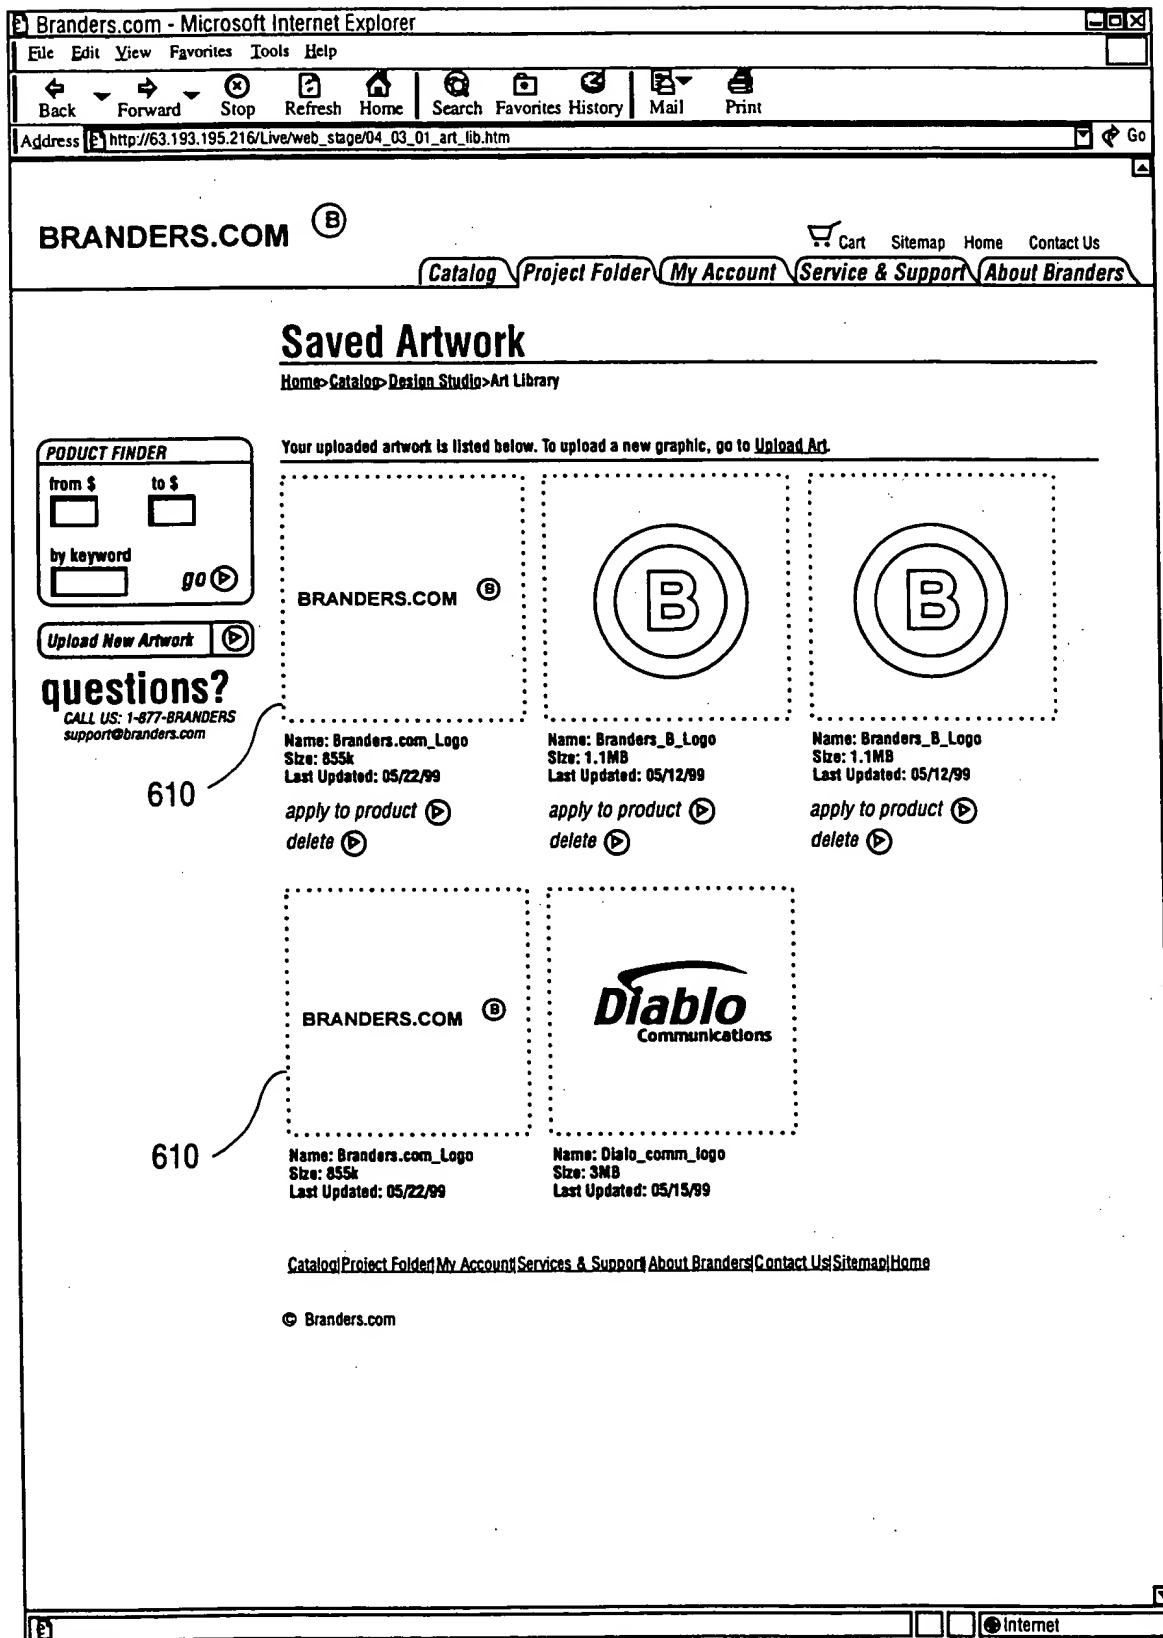 Branders.com - Microsoft Internet Explorer
File Edit View Favorites Tools Help
Back Forward Stop Refresh Home Search Favorites History Mail Print
Address http://63.193.195.216/Live/web_stage/04_03_01_art_lib.htm Go
BRANDERS.COM B
Cart Sitemap Home Contact Us
Catalog Project Folder My Account Service & Support About Branders
Saved Artwork
Home>Catalog>Design Studio>Art Library
PODUCT FINDER
from $ to $
by keyword
go
Upload New Artwork
questions?
CALL US: 1-877-BRANDERS
support@branders.com
Your uploaded artwork is listed below. To upload a new graphic, go to Upload Art.
BRANDERS.COM B
B
B
610
Name: Branders.com_Logo
Size: 855k
Last Updated: 05/22/99
apply to product
delete
Name: Branders_B_Logo
Size: 1.1MB
Last Updated: 05/12/99
apply to product
delete
Name: Branders_B_Logo
Size: 1.1MB
Last Updated: 05/12/99
apply to product
delete
BRANDERS.COM B
Diablo
Communications
610
Name: Branders.com_Logo
Size: 855k
Last Updated: 05/22/99
Name: Dialo_comm_logo
Size: 3MB
Last Updated: 05/15/99
Catalog|Project Folder|My Account|Services & Support|About Branders|Contact Us|Sitemap|Home
© Branders.com
Internet